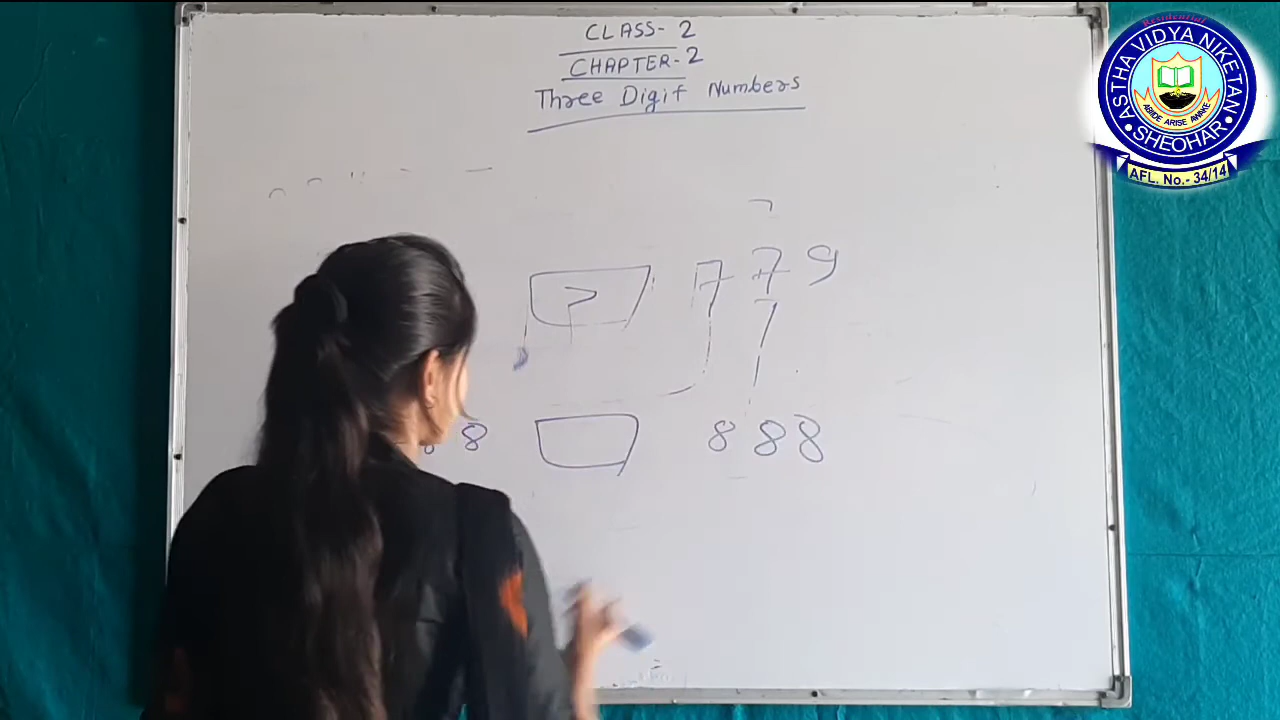 CLASS- 2
CHAPTER-2
Three Digit Numbers
Residential
ASTHA VIDYA NIKETAN
ABIDE ARISE AWAKE
• SHEOHAR •
AFL. No.- 34/14
> 779
8 888